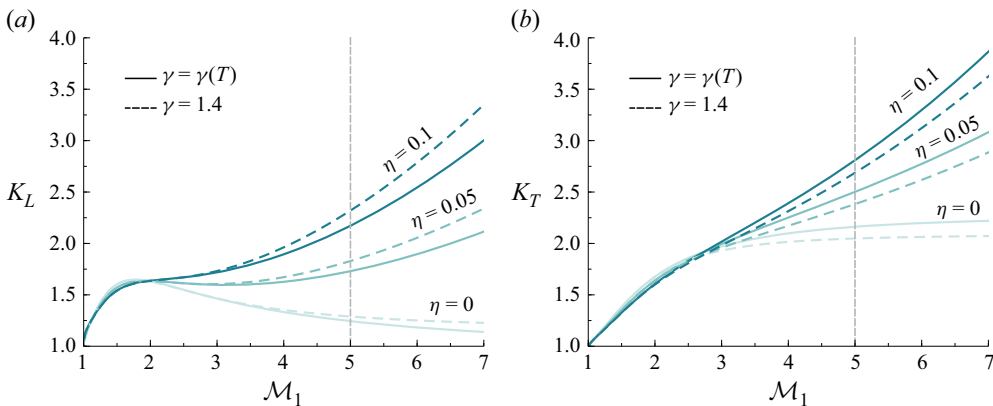 (a)
4.0
3.5
3.0
2.5
2.0
1.5
1.0
K_L
γ = γ(T)
γ = 1.4
η = 0.1
η = 0.05
η = 0
1 2 3 4 5 6 7
ℳ₁
(b)
4.0
3.5
3.0
2.5
2.0
1.5
1.0
K_T
γ = γ(T)
γ = 1.4
η = 0.1
η = 0.05
η = 0
1 2 3 4 5 6 7
ℳ₁